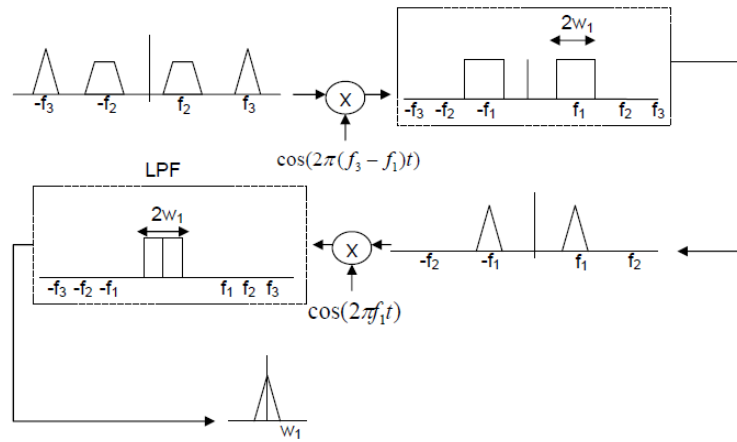 2w₁
-f₃ -f₂ f₂ f₃
X
-f₃ -f₂ -f₁ f₁ f₂ f₃
cos(2π(f₃ − f₁)t)
LPF
2w₁
-f₃ -f₂ -f₁ f₁ f₂ f₃
X
-f₂ -f₁ f₁ f₂
cos(2πf₁t)
w₁